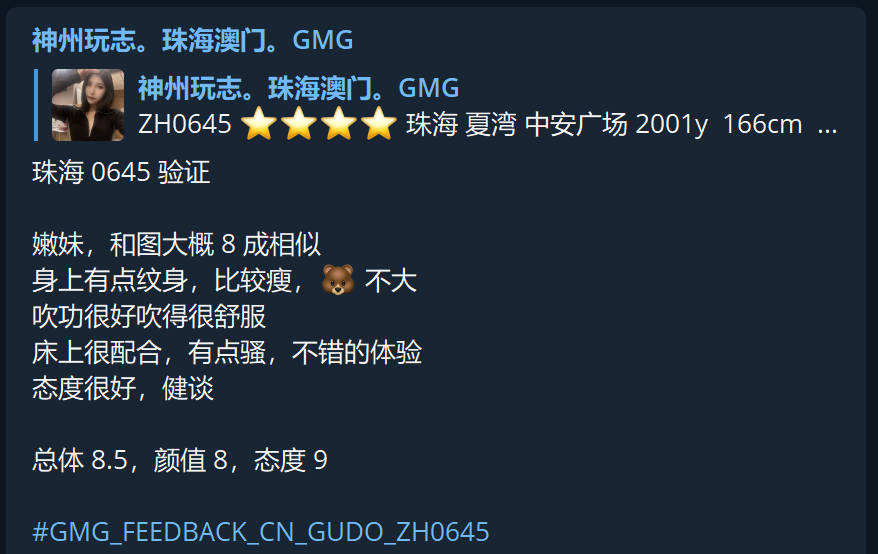 神州玩志。珠海澳门。GMG
神州玩志。珠海澳门。GMG
ZH0645 ⭐⭐⭐⭐ 珠海 夏湾 中安广场 2001y 166cm ...
珠海 0645 验证
嫩妹，和图大概 8 成相似
身上有点纹身，比较瘦，🐻 不大
吹功很好吹得很舒服
床上很配合，有点骚，不错的体验
态度很好，健谈
总体 8.5，颜值 8，态度 9
#GMG_FEEDBACK_CN_GUDO_ZH0645